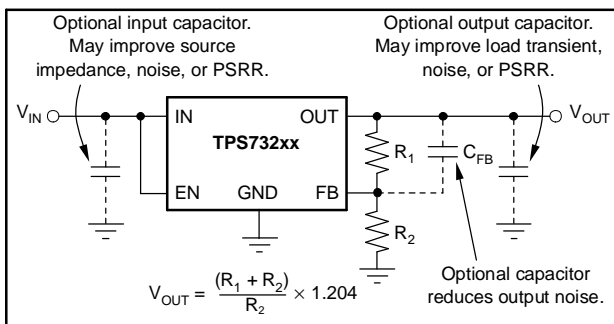 Optional input capacitor.
May improve source
impedance, noise, or PSRR.
Optional output capacitor.
May improve load transient,
noise, or PSRR.
V_IN
IN
OUT
V_OUT
TPS732xx
R_1
C_FB
EN
GND
FB
R_2
Optional capacitor
reduces output noise.
V_OUT = (R_1 + R_2) / R_2 × 1.204